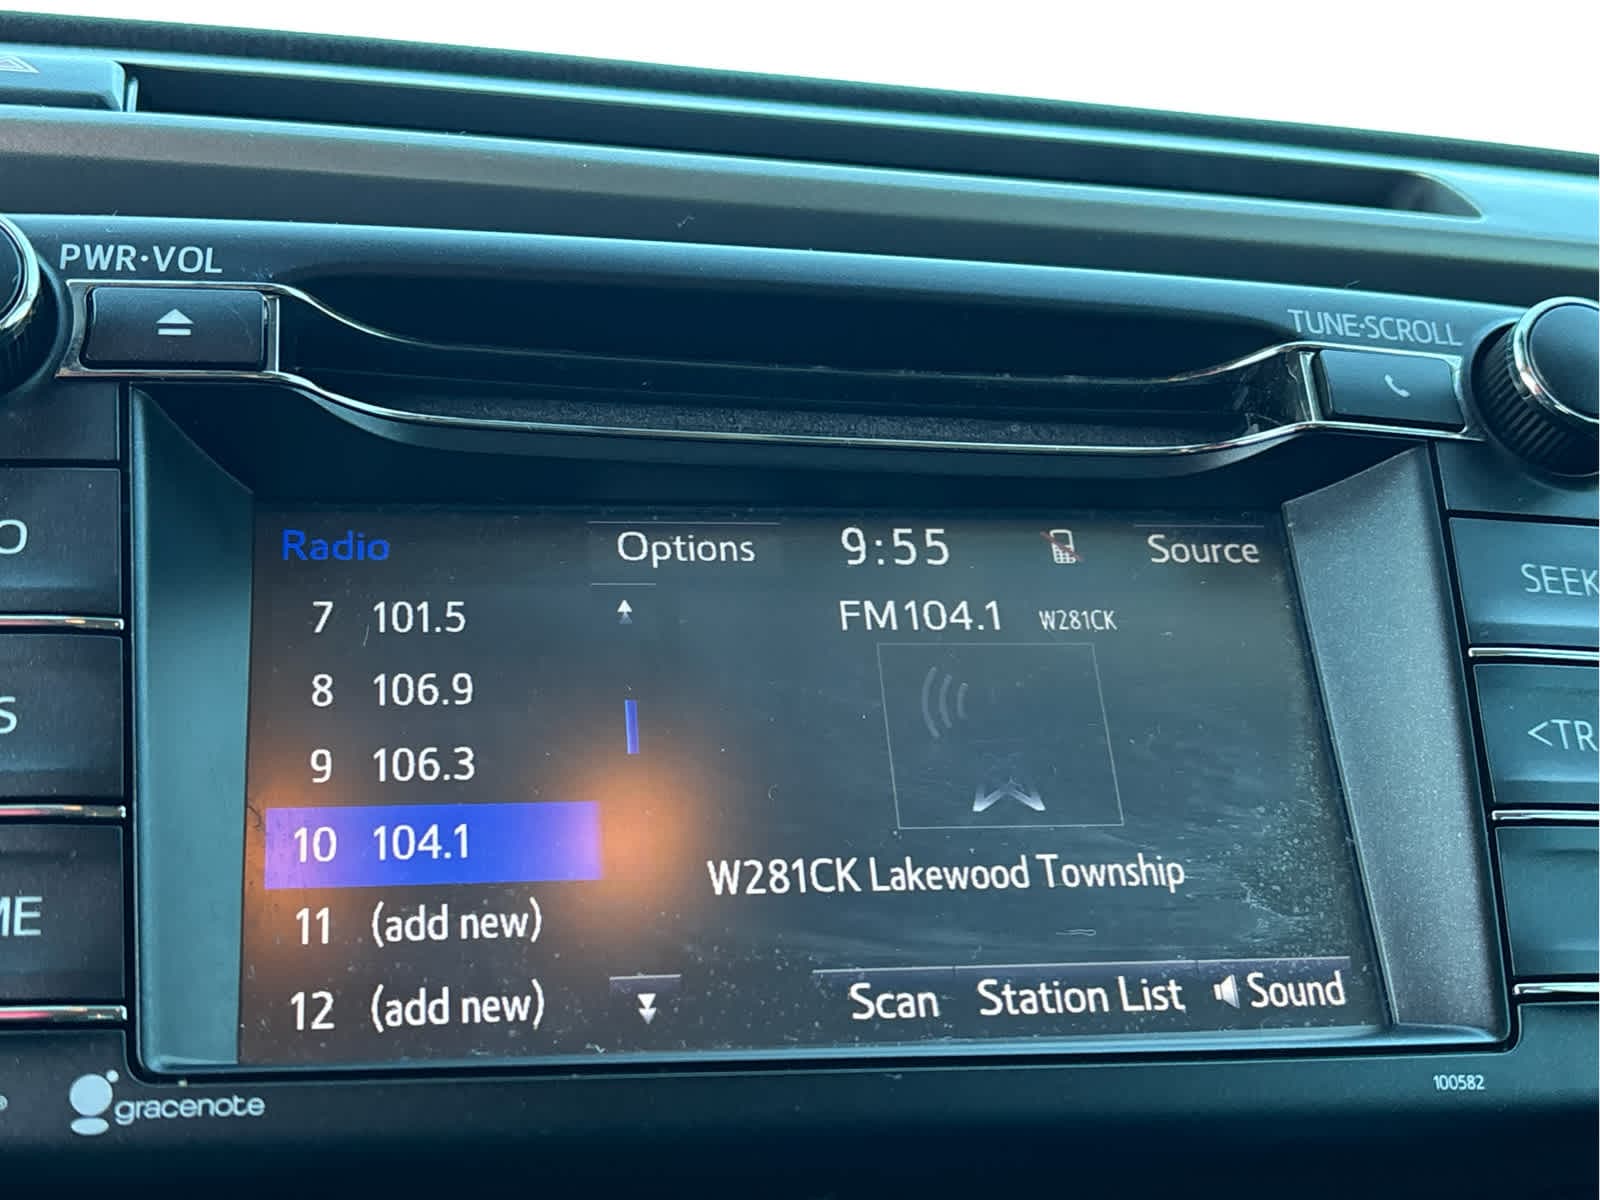 PWR·VOL
TUNE·SCROLL
O
SEEK
Radio
Options
9:55
Source
7 101.5
FM104.1 W281CK
8 106.9
S
<TR
9 106.3
10 104.1
W281CK Lakewood Township
ME
11 (add new)
12 (add new)
Scan
Station List
Sound
100582
gracenote
®